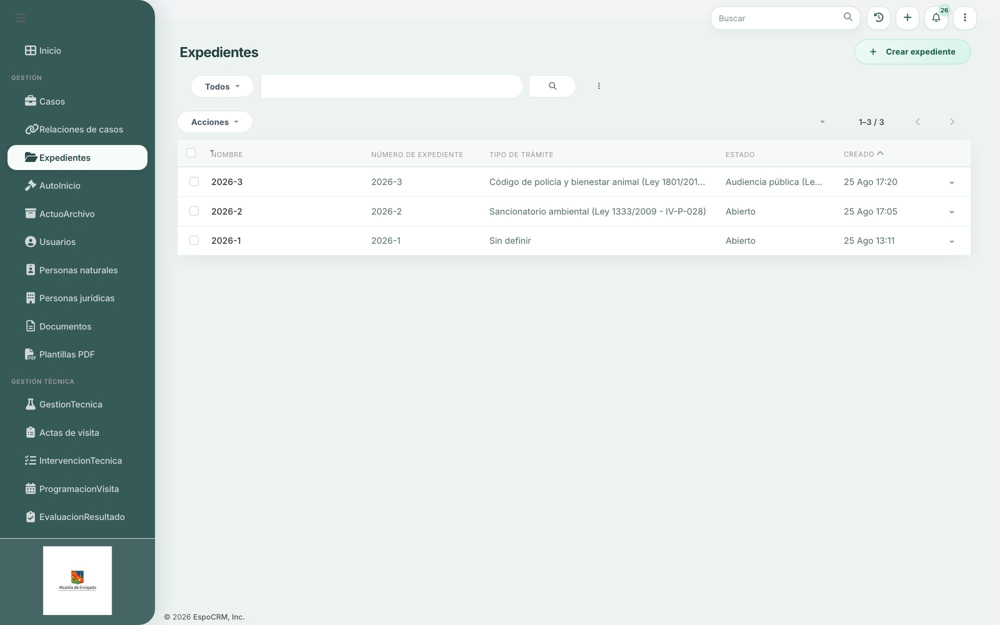 Buscar
26
Inicio
Expedientes
+ Crear expediente
GESTIÓN
Todos
Casos
Acciones
1–3 / 3
Relaciones de casos
NOMBRE NÚMERO DE EXPEDIENTE TIPO DE TRÁMITE ESTADO CREADO
Expedientes
2026-3 2026-3 Código de policía y bienestar animal (Ley 1801/201... Audiencia pública (Le... 25 Ago 17:20
AutoInicio
2026-2 2026-2 Sancionatorio ambiental (Ley 1333/2009 - IV-P-028) Abierto 25 Ago 17:05
ActuoArchivo
2026-1 2026-1 Sin definir Abierto 25 Ago 13:11
Usuarios
Personas naturales
Personas jurídicas
Documentos
PDF Plantillas PDF
GESTIÓN TÉCNICA
GestionTecnica
Actas de visita
IntervencionTecnica
ProgramacionVisita
EvaluacionResultado
Alcaldía de Envigado
© 2026 EspoCRM, Inc.